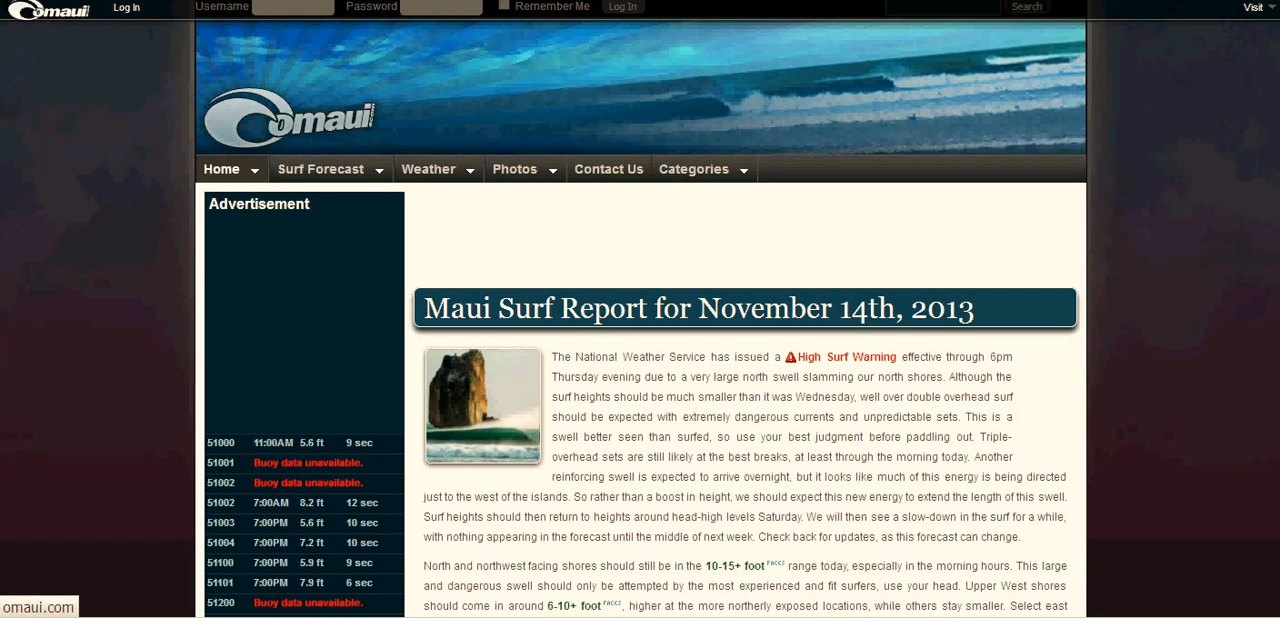 Omaui
Log In
Username
Password
Remember Me
Log In
Search
Visit
Omaui
Home
Surf Forecast
Weather
Photos
Contact Us
Categories
Advertisement
Maui Surf Report for November 14th, 2013
The National Weather Service has issued a High Surf Warning effective through 6pm
Thursday evening due to a very large north swell slamming our north shores. Although the
surf heights should be much smaller than it was Wednesday, well over double overhead surf
should be expected with extremely dangerous currents and unpredictable sets. This is a
swell better seen than surfed, so use your best judgment before paddling out. Triple-
overhead sets are still likely at the best breaks, at least through the morning today. Another
reinforcing swell is expected to arrive overnight, but it looks like much of this energy is being directed
just to the west of the islands. So rather than a boost in height, we should expect this new energy to extend the length of this swell.
Surf heights should then return to heights around head-high levels Saturday. We will then see a slow-down in the surf for a while,
with nothing appearing in the forecast until the middle of next week. Check back for updates, as this forecast can change.
North and northwest facing shores should still be in the 10-15+ foot FACES range today, especially in the morning hours. This large
and dangerous swell should only be attempted by the most experienced and fit surfers, use your head. Upper West shores
should come in around 6-10+ foot FACES, higher at the more northerly exposed locations, while others stay smaller. Select east
51000 11:00AM 5.6 ft 9 sec
51001 Buoy data unavailable.
51002 Buoy data unavailable.
51002 7:00AM 8.2 ft 12 sec
51003 7:00PM 5.6 ft 10 sec
51004 7:00PM 7.2 ft 10 sec
51100 7:00PM 5.9 ft 9 sec
51101 7:00PM 7.9 ft 6 sec
51200 Buoy data unavailable.
omaui.com